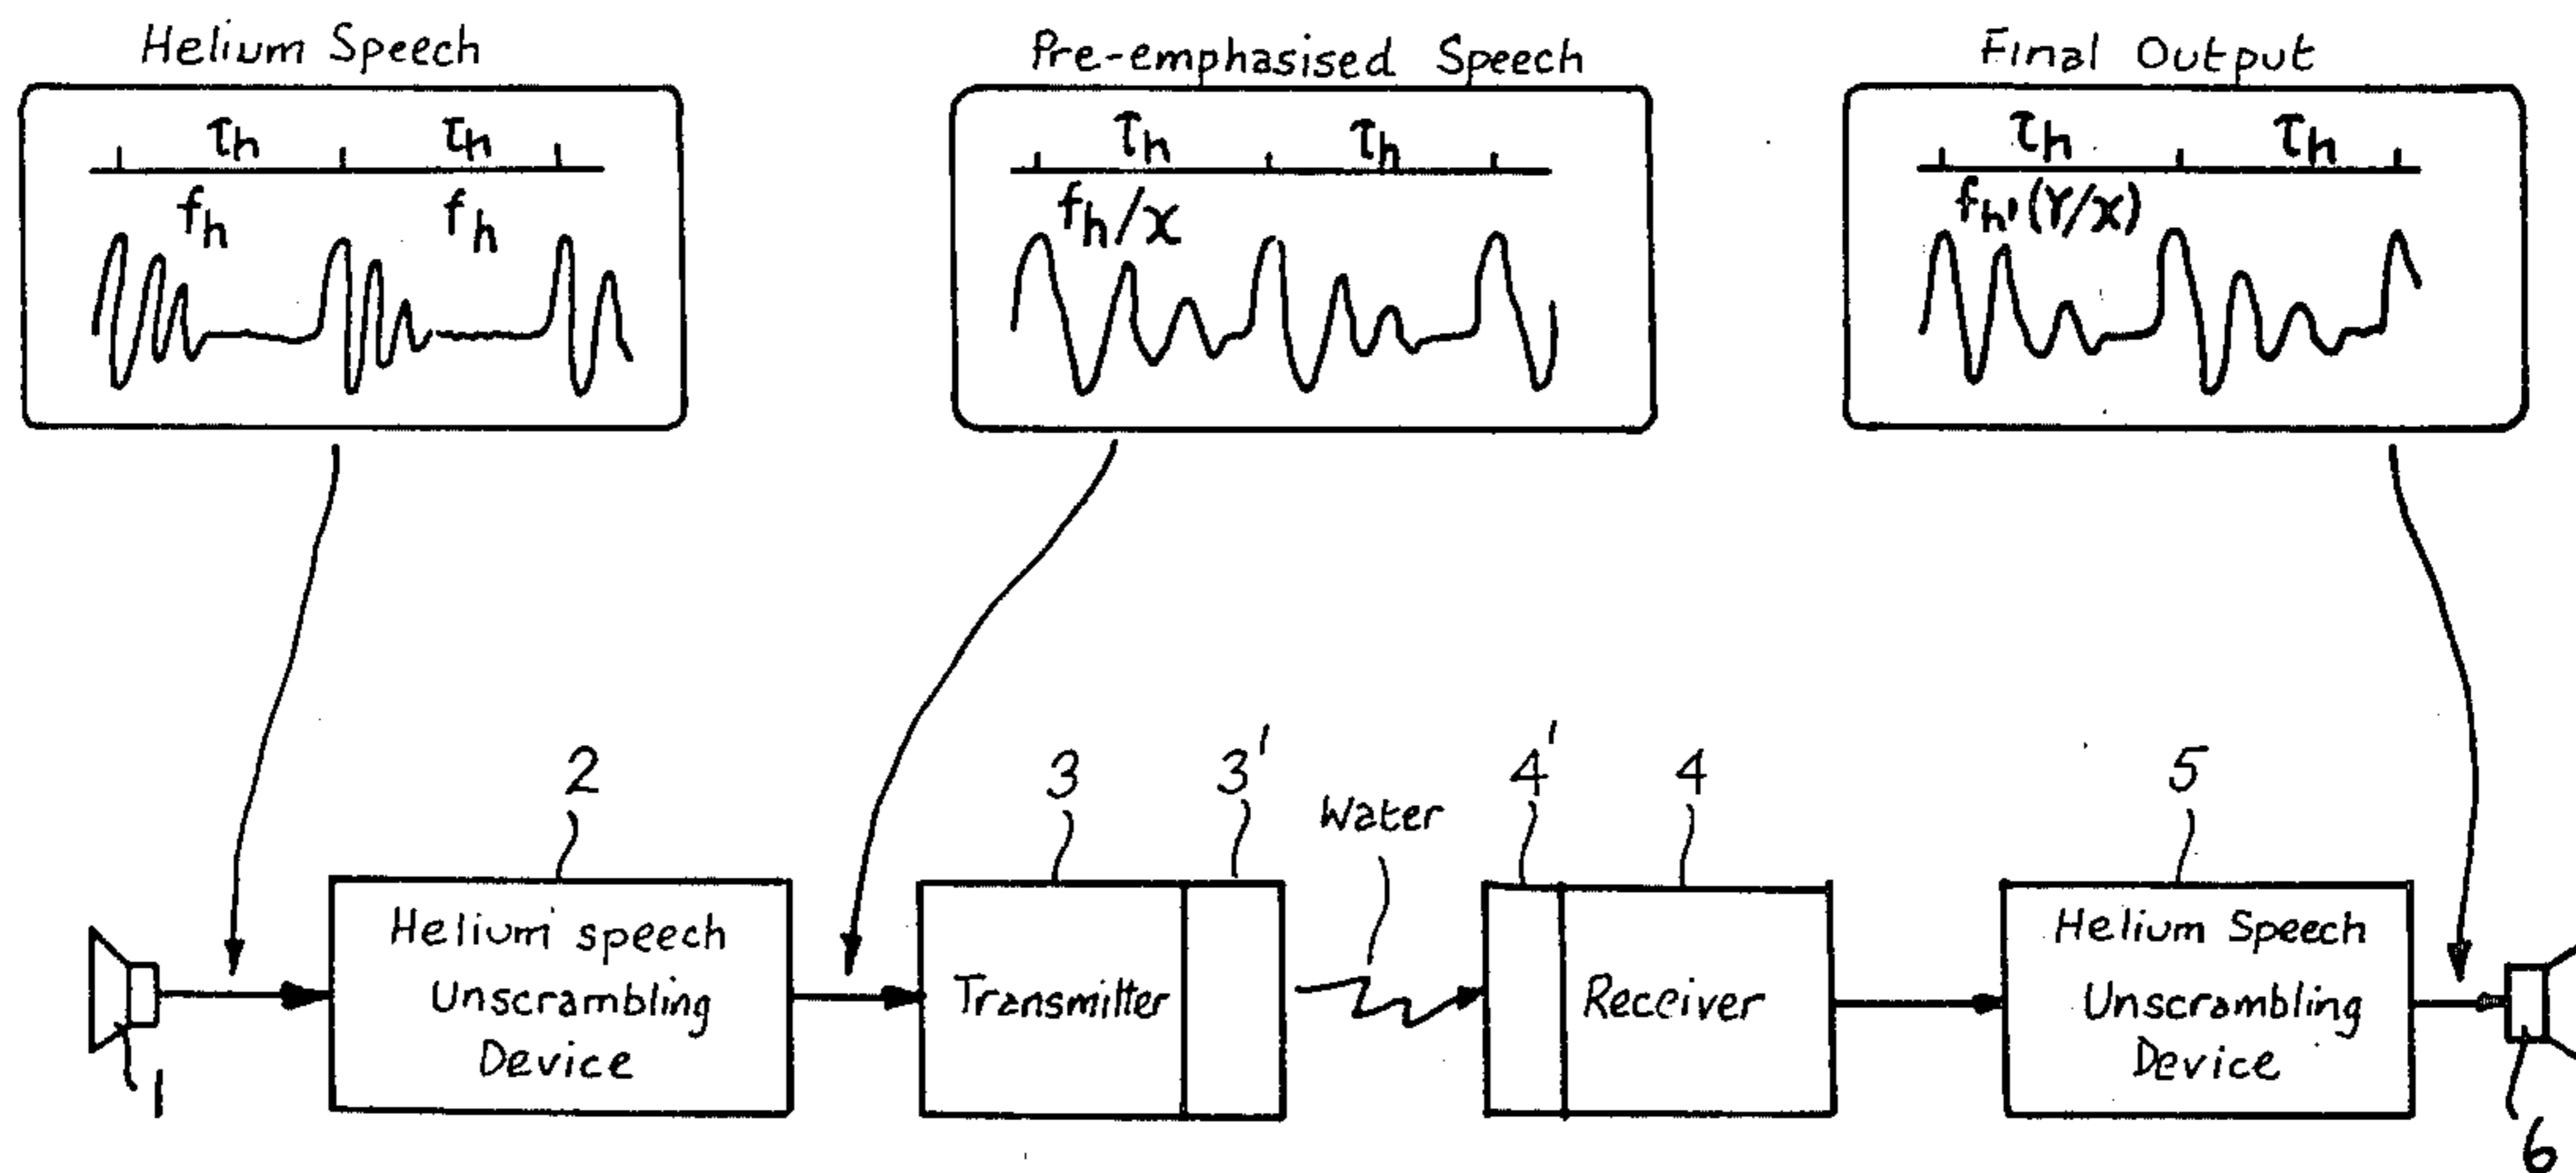 Helium Speech
τh τh
fh fh
Pre-emphasised Speech
τh τh
fh/x
Final Output
τh τh
fh'(Y/X)
2
3
3'
Water
4'
4
5
1
Helium speech
Unscrambling
Device
Transmitter
Receiver
Helium Speech
Unscrambling
Device
6